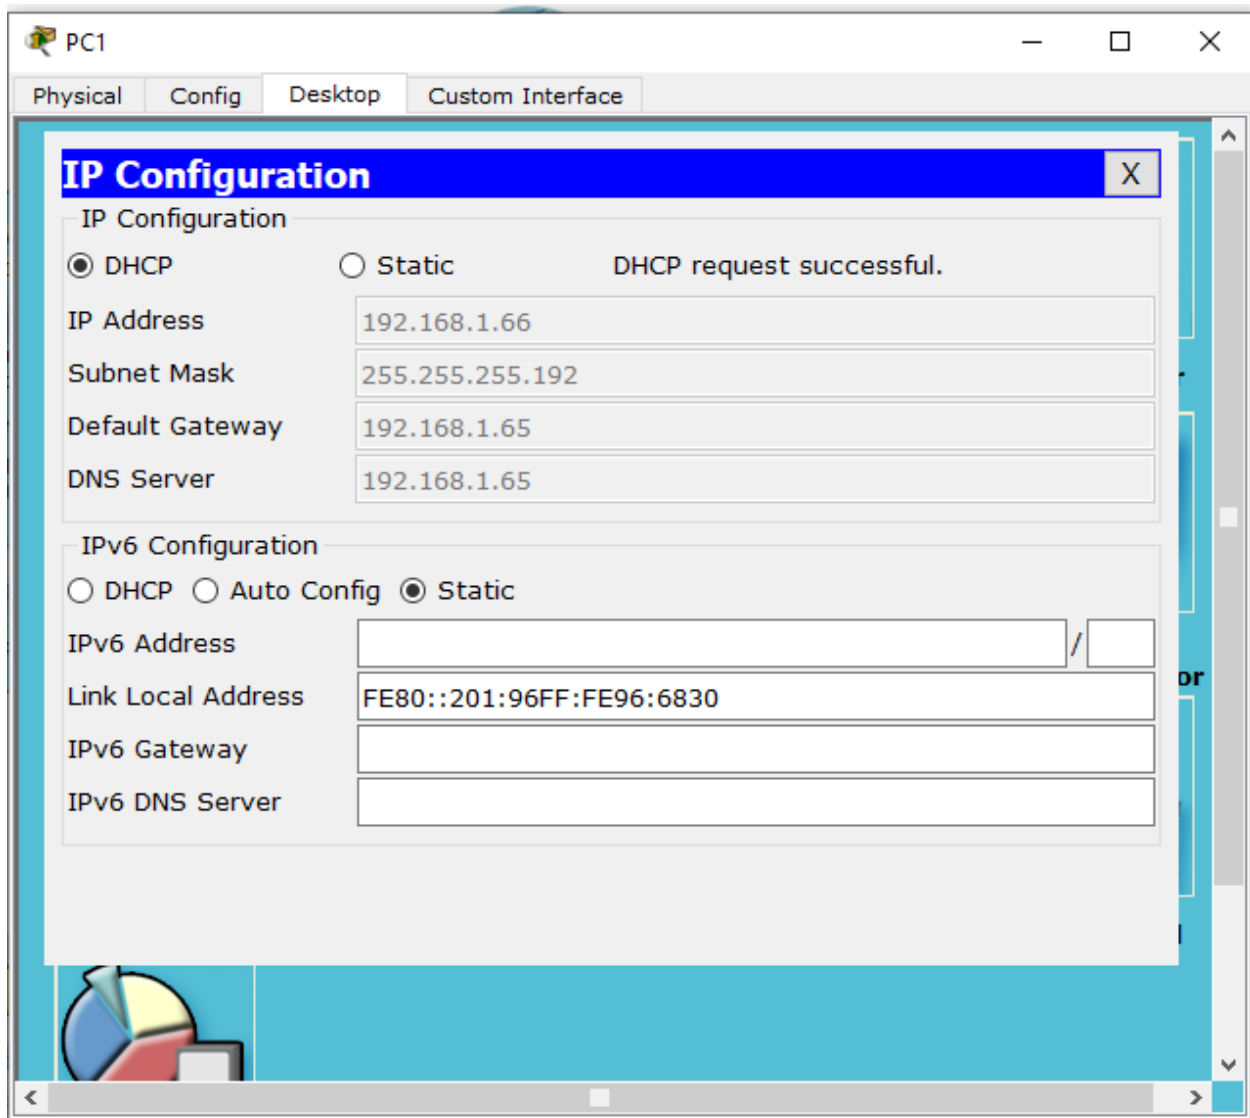 PC1
Physical Config Desktop Custom Interface
IP Configuration X
IP Configuration
DHCP Static DHCP request successful.
IP Address 192.168.1.66
Subnet Mask 255.255.255.192
Default Gateway 192.168.1.65
DNS Server 192.168.1.65
IPv6 Configuration
DHCP Auto Config Static
IPv6 Address /
Link Local Address FE80::201:96FF:FE96:6830
IPv6 Gateway
IPv6 DNS Server
or